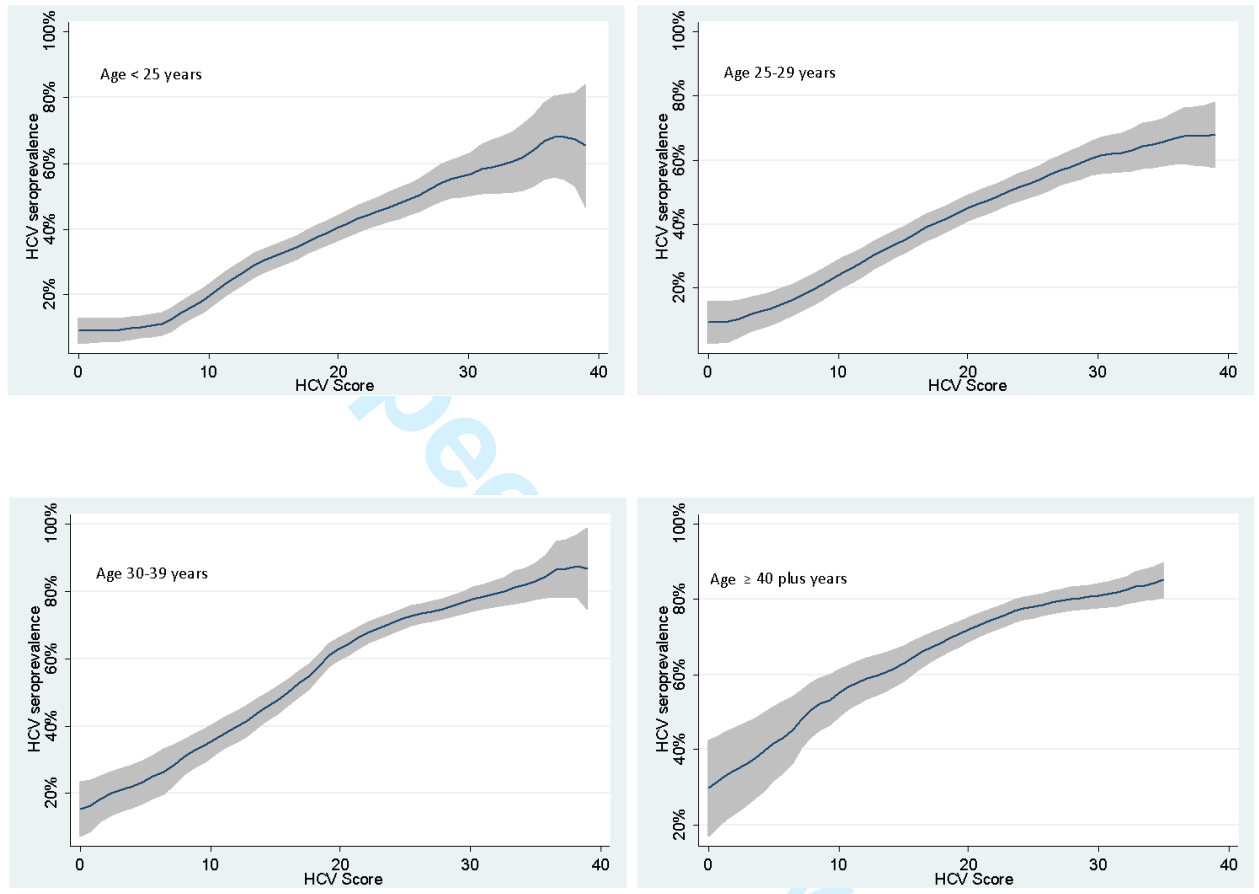 100%
80%
60%
40%
20%
HCV seroprevalence
Age < 25 years
0 10 20 30 40
HCV Score
100%
80%
60%
40%
20%
HCV seroprevalence
Age 25-29 years
0 10 20 30 40
HCV Score
100%
80%
60%
40%
20%
HCV seroprevalence
Age 30-39 years
0 10 20 30 40
HCV Score
100%
80%
60%
40%
20%
HCV seroprevalence
Age ≥ 40 plus years
0 10 20 30 40
HCV Score